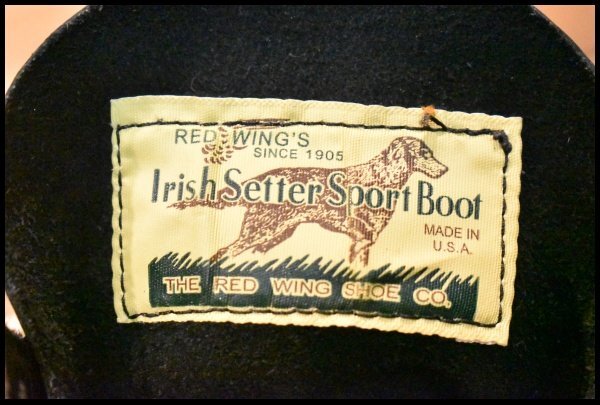 RED WING'S
SINCE 1905
Irish Setter Sport Boot
MADE IN
U.S.A.
THE RED WING SHOE CO.